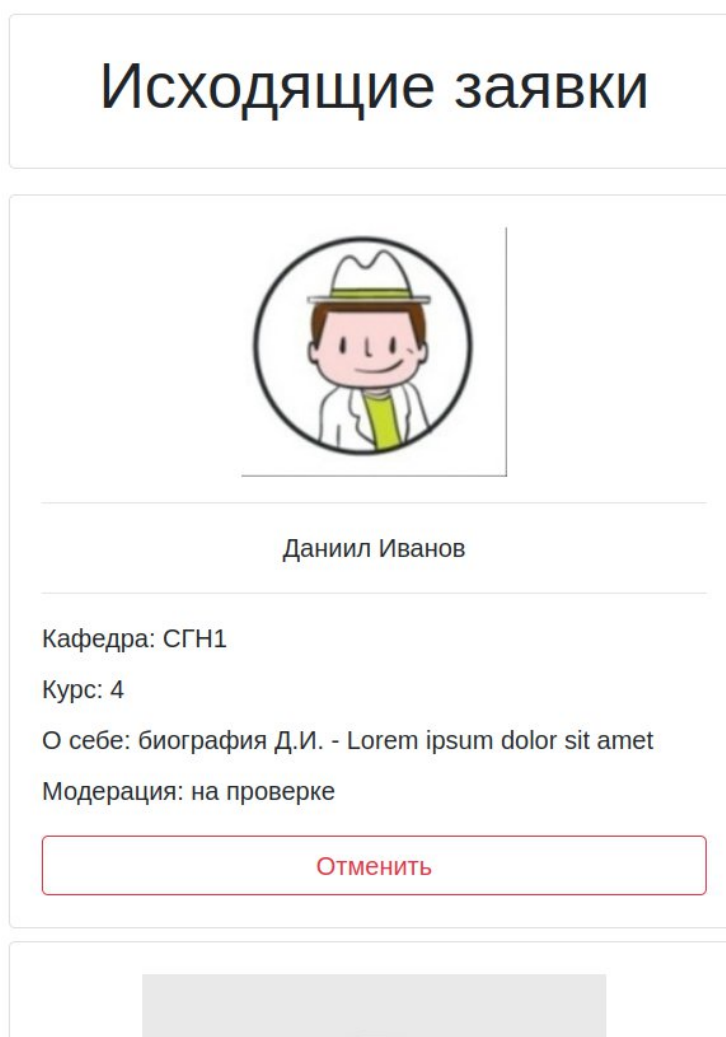 Исходящие заявки
Даниил Иванов
Кафедра: СГН1
Курс: 4
О себе: биография Д.И. - Lorem ipsum dolor sit amet
Модерация: на проверке
Отменить